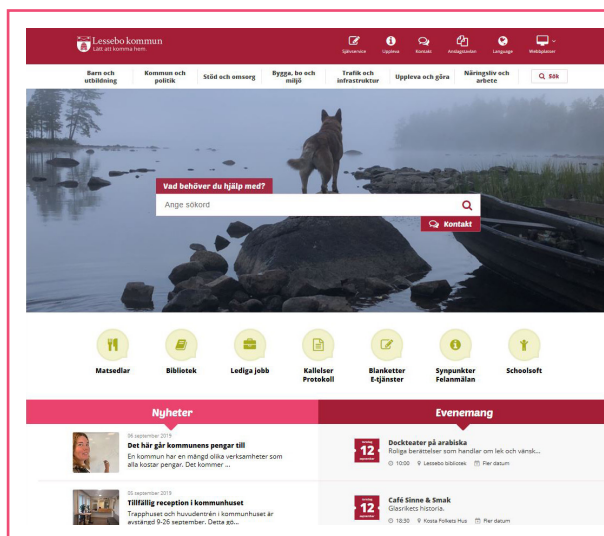 Lessebo kommun
Lätt att komma hem.
Självservice
Uppleva
Kontakt
Anslagstavlan
Language
Webbplatser
Barn och utbildning
Kommun och politik
Stöd och omsorg
Bygga, bo och miljö
Trafik och infrastruktur
Uppleva och göra
Näringsliv och arbete
Sök
Vad behöver du hjälp med?
Ange sökord
Kontakt
Matsedlar
Bibliotek
Lediga jobb
Kallelser Protokoll
Blanketter E-tjänster
Synpunkter Felanmälan
Schoolsoft
Nyheter
06 september 2019
Det här går kommunens pengar till
En kommun har en mängd olika verksamheter som
alla kostar pengar. Det kommer ...
05 september 2019
Tillfällig reception i kommunhuset
Trapphuset och huvudentrén i kommunhuset är
avstängd 9-26 september. Detta gö...
Evenemang
torsdag
12
september
Dockteater på arabiska
Roliga berättelser som handlar om lek och vänsk...
10:00 Lessebo bibliotek Fler datum
torsdag
12
september
Café Sinne & Smak
Glasrikets historia.
18:30 Kosta Folkets Hus Fler datum